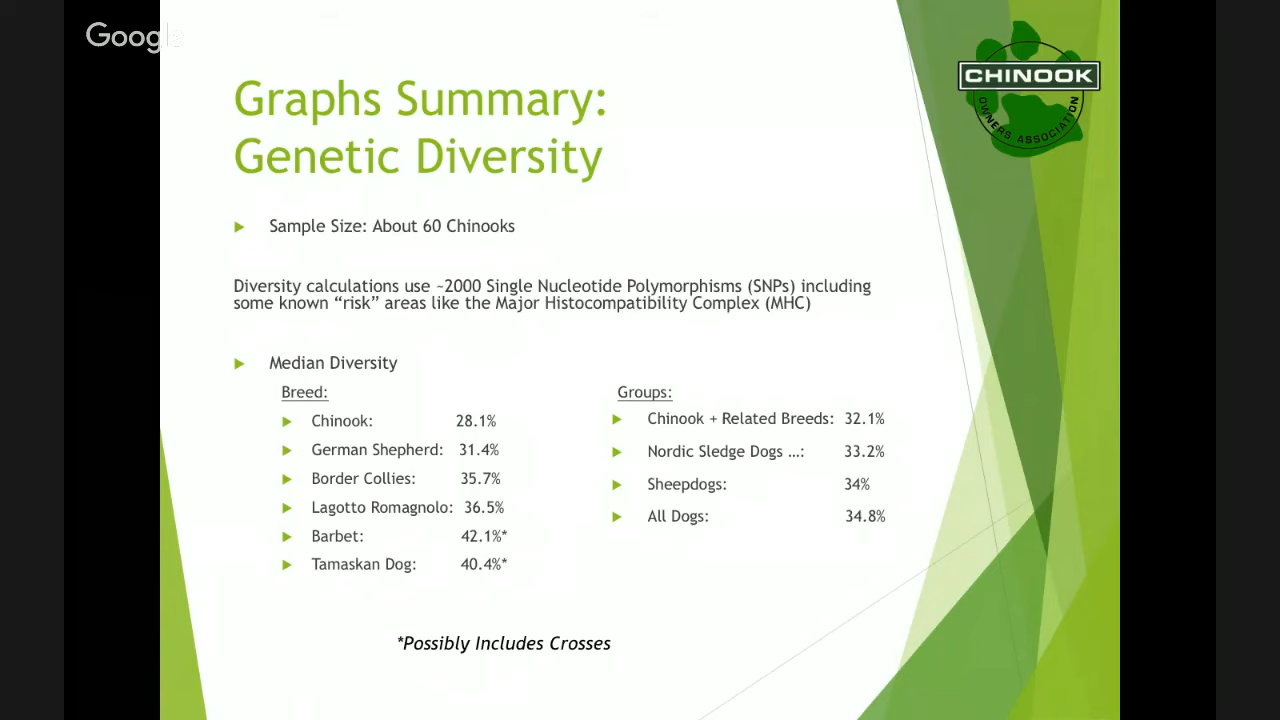 Google
CHINOOK
OWNERS ASSOCIATION
Graphs Summary:
Genetic Diversity
Sample Size: About 60 Chinooks
Diversity calculations use ~2000 Single Nucleotide Polymorphisms (SNPs) including
some known “risk” areas like the Major Histocompatibility Complex (MHC)
Median Diversity
Breed:
Chinook: 28.1%
German Shepherd: 31.4%
Border Collies: 35.7%
Lagotto Romagnolo: 36.5%
Barbet: 42.1%*
Tamaskan Dog: 40.4%*
Groups:
Chinook + Related Breeds: 32.1%
Nordic Sledge Dogs …: 33.2%
Sheepdogs: 34%
All Dogs: 34.8%
*Possibly Includes Crosses